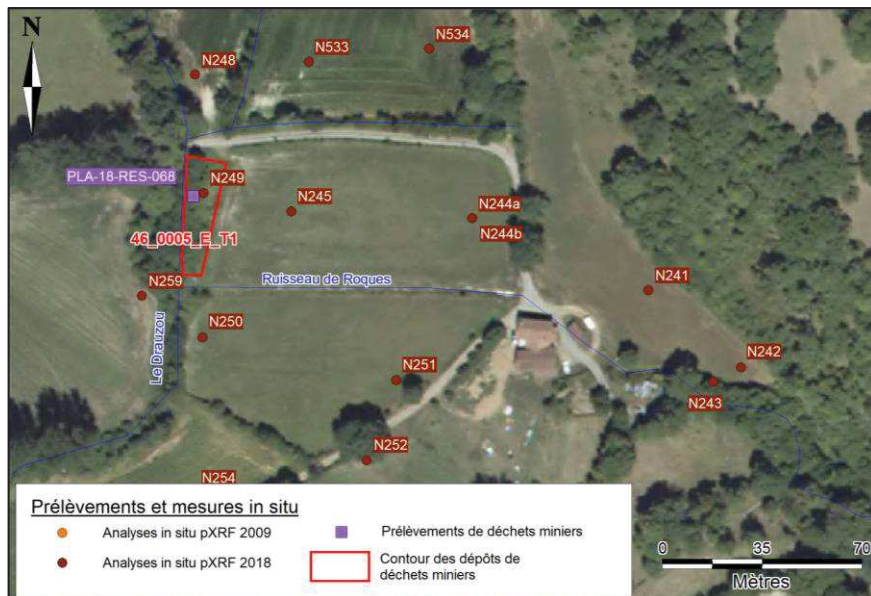 N
N248
N533
N534
PLA-18-RES-068
N249
N245
N244a
N244b
46_0005_E_T1
N259
Ruisseau de Roques
N241
Le Drauzou
N250
N251
N242
N243
N252
N254
Prélèvements et mesures in situ
Analyses in situ pXRF 2009
Prélèvements de déchets miniers
Analyses in situ pXRF 2018
Contour des dépôts de
déchets miniers
0 35 70
Mètres